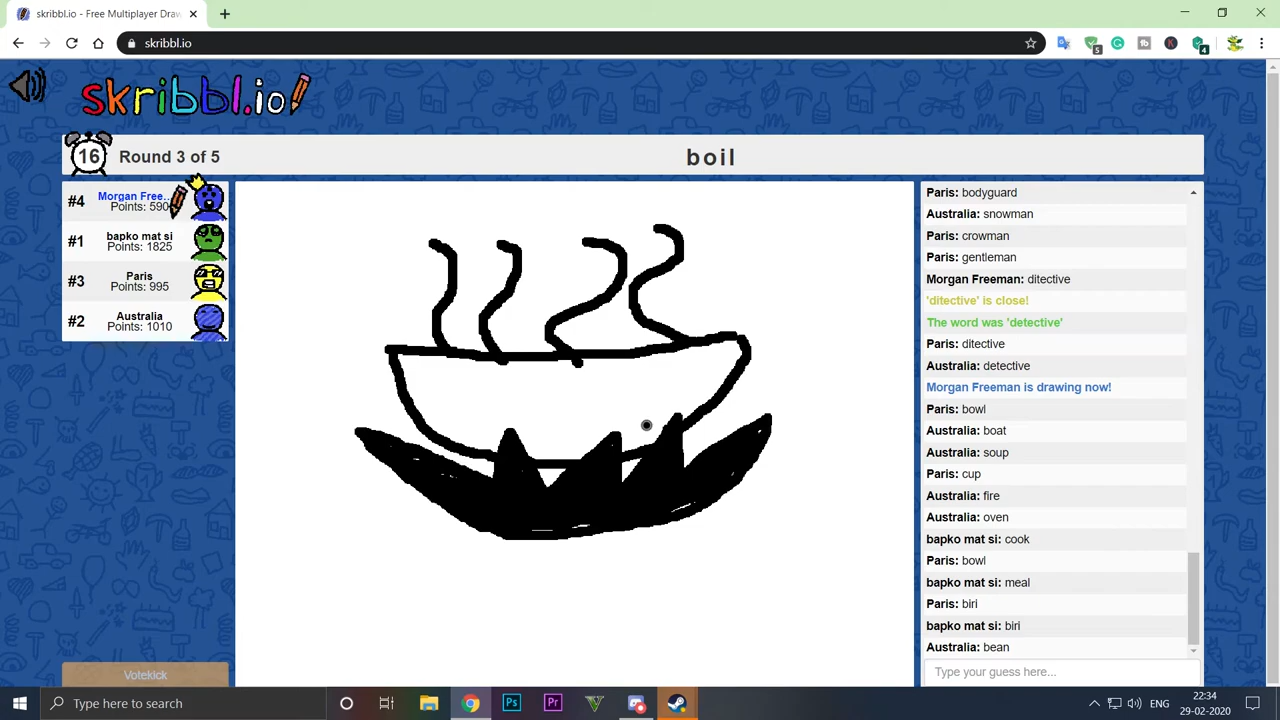 skribbl.io - Free Multiplayer Draw
skribbl.io
5
4
skribbl.io
16
Round 3 of 5
boil
#4
Morgan Free...
Points: 590
#1
bapko mat si
Points: 1825
#3
Paris
Points: 995
#2
Australia
Points: 1010
Votekick
Paris: bodyguard
Australia: snowman
Paris: crowman
Paris: gentleman
Morgan Freeman: ditective
'ditective' is close!
The word was 'detective'
Paris: ditective
Australia: detective
Morgan Freeman is drawing now!
Paris: bowl
Australia: boat
Australia: soup
Paris: cup
Australia: fire
Australia: oven
bapko mat si: cook
Paris: bowl
bapko mat si: meal
Paris: biri
bapko mat si: biri
Australia: bean
Type your guess here...
Type here to search
Ps
Pr
V
ENG
22:34
29-02-2020